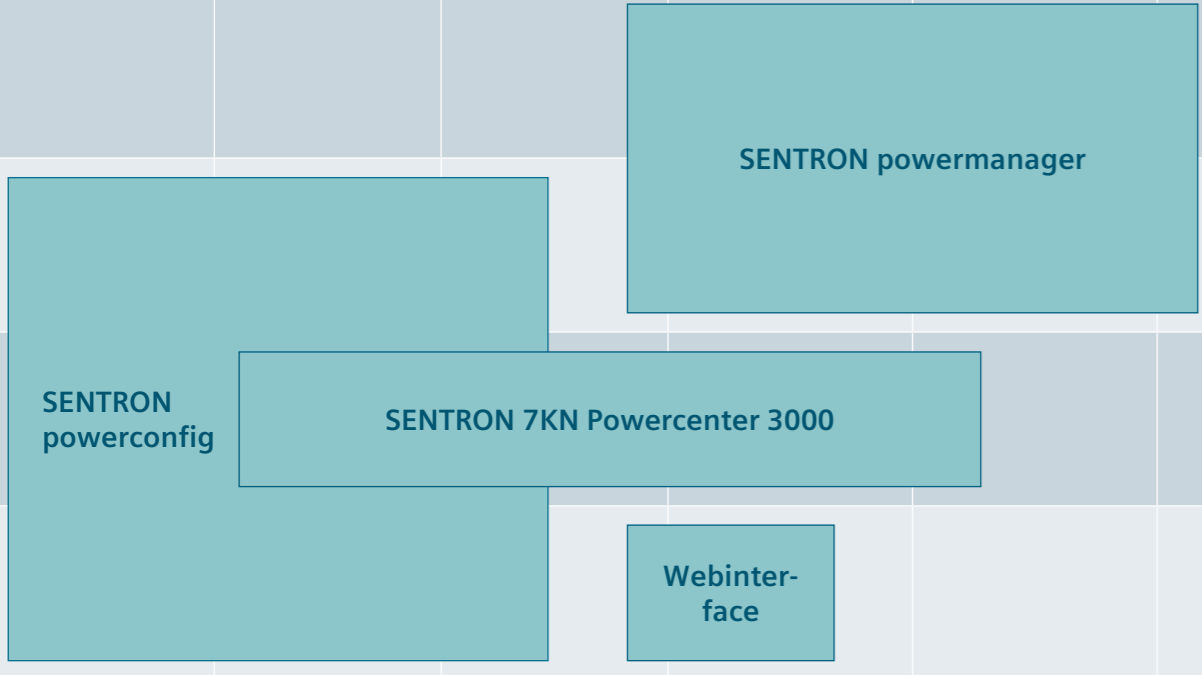 SENTRON powermanager
SENTRON
powerconfig
SENTRON 7KN Powercenter 3000
Webinter-
face